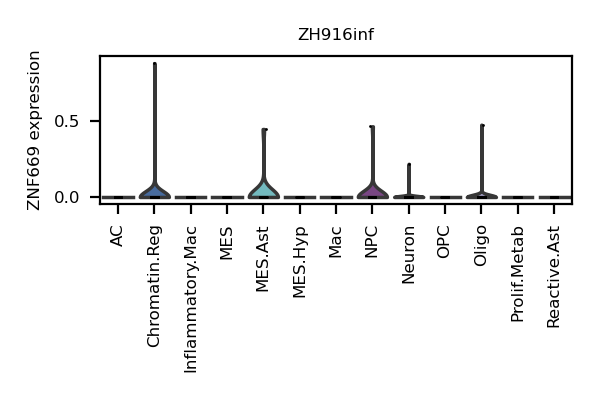 ZH916inf
ZNF669 expression
0.5
0.0
AC
Chromatin.Reg
Inflammatory.Mac
MES
MES.Ast
MES.Hyp
Mac
NPC
Neuron
OPC
Oligo
Prolif.Metab
Reactive.Ast